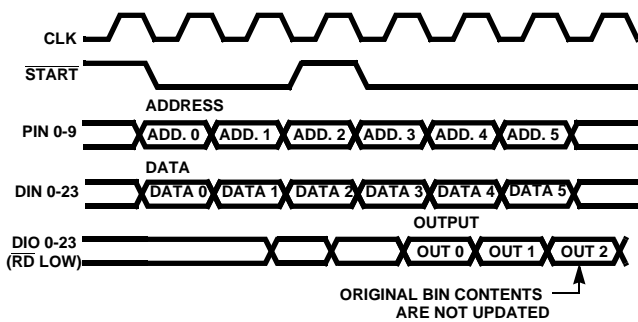 CLK
START
ADDRESS
PIN 0-9
ADD. 0 ADD. 1 ADD. 2 ADD. 3 ADD. 4 ADD. 5
DATA
DIN 0-23
DATA 0 DATA 1 DATA 2 DATA 3 DATA 4 DATA 5
OUTPUT
DIO 0-23
(RD LOW)
OUT 0 OUT 1 OUT 2
ORIGINAL BIN CONTENTS
ARE NOT UPDATED